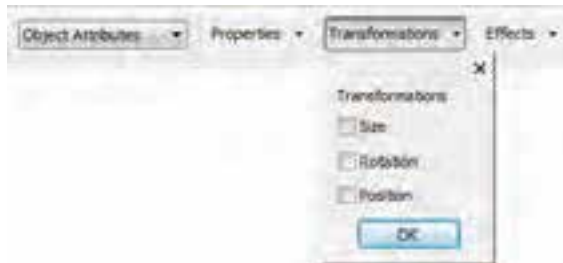 Object Attributes Properties Transformations Effects
×
Transformations
Size
Rotation
Position
OK